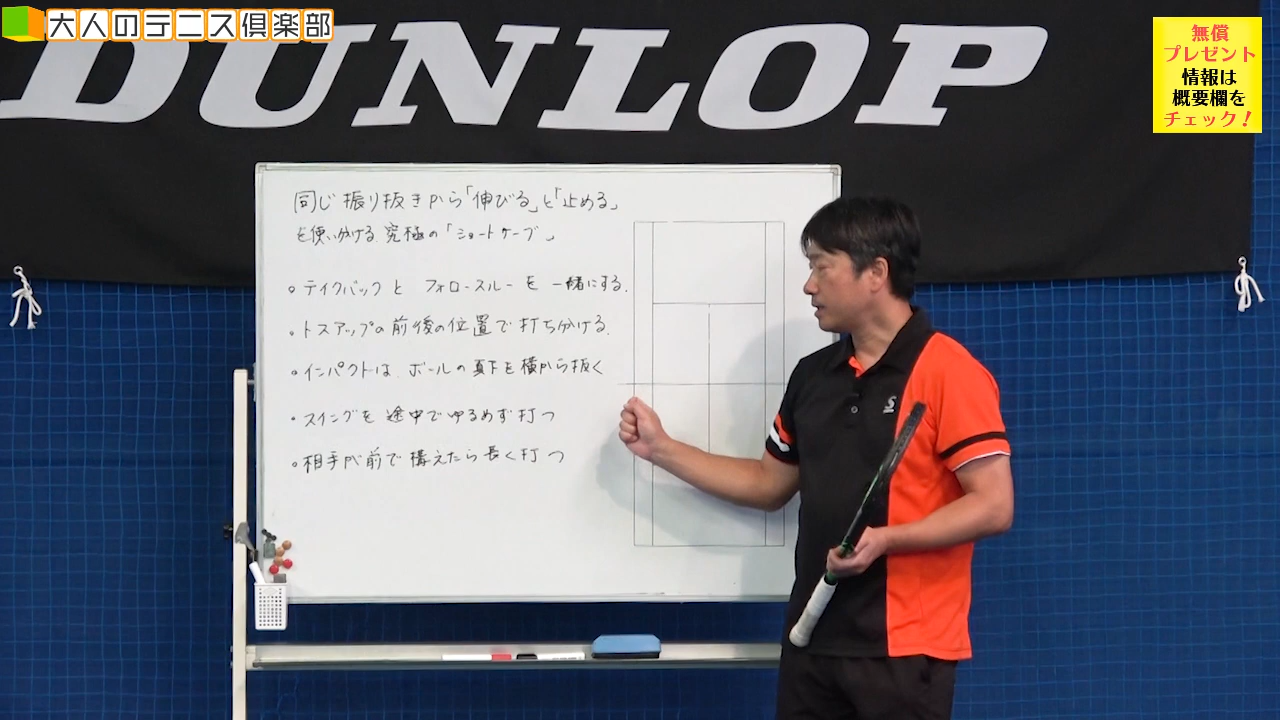 大人のテニス倶楽部
DUNLOP
無償
プレゼント
情報は
概要欄を
チェック！
同じ振り抜きから「伸びる」と「止める」
を使い分ける 究極の「ショートサーブ」
○テイクバックと フォロースルーを 一緒にする.
・トスアップの前後の位置で打ち分ける.
○インパクトは、ボールの真下を横から抜く
・スイングを途中でゆるめず打つ
○相手が前で構えたら長く打つ
S